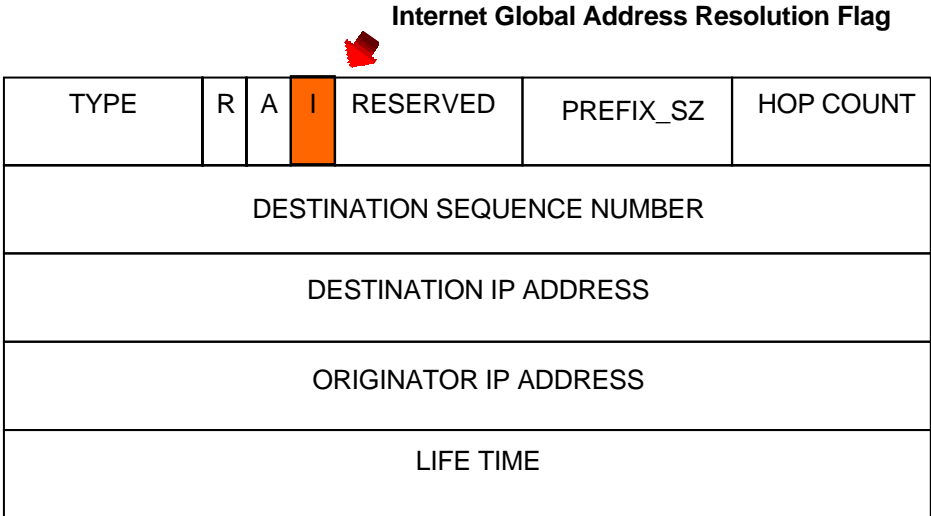 Internet Global Address Resolution Flag
TYPE R A I RESERVED PREFIX_SZ HOP COUNT
DESTINATION SEQUENCE NUMBER
DESTINATION IP ADDRESS
ORIGINATOR IP ADDRESS
LIFE TIME